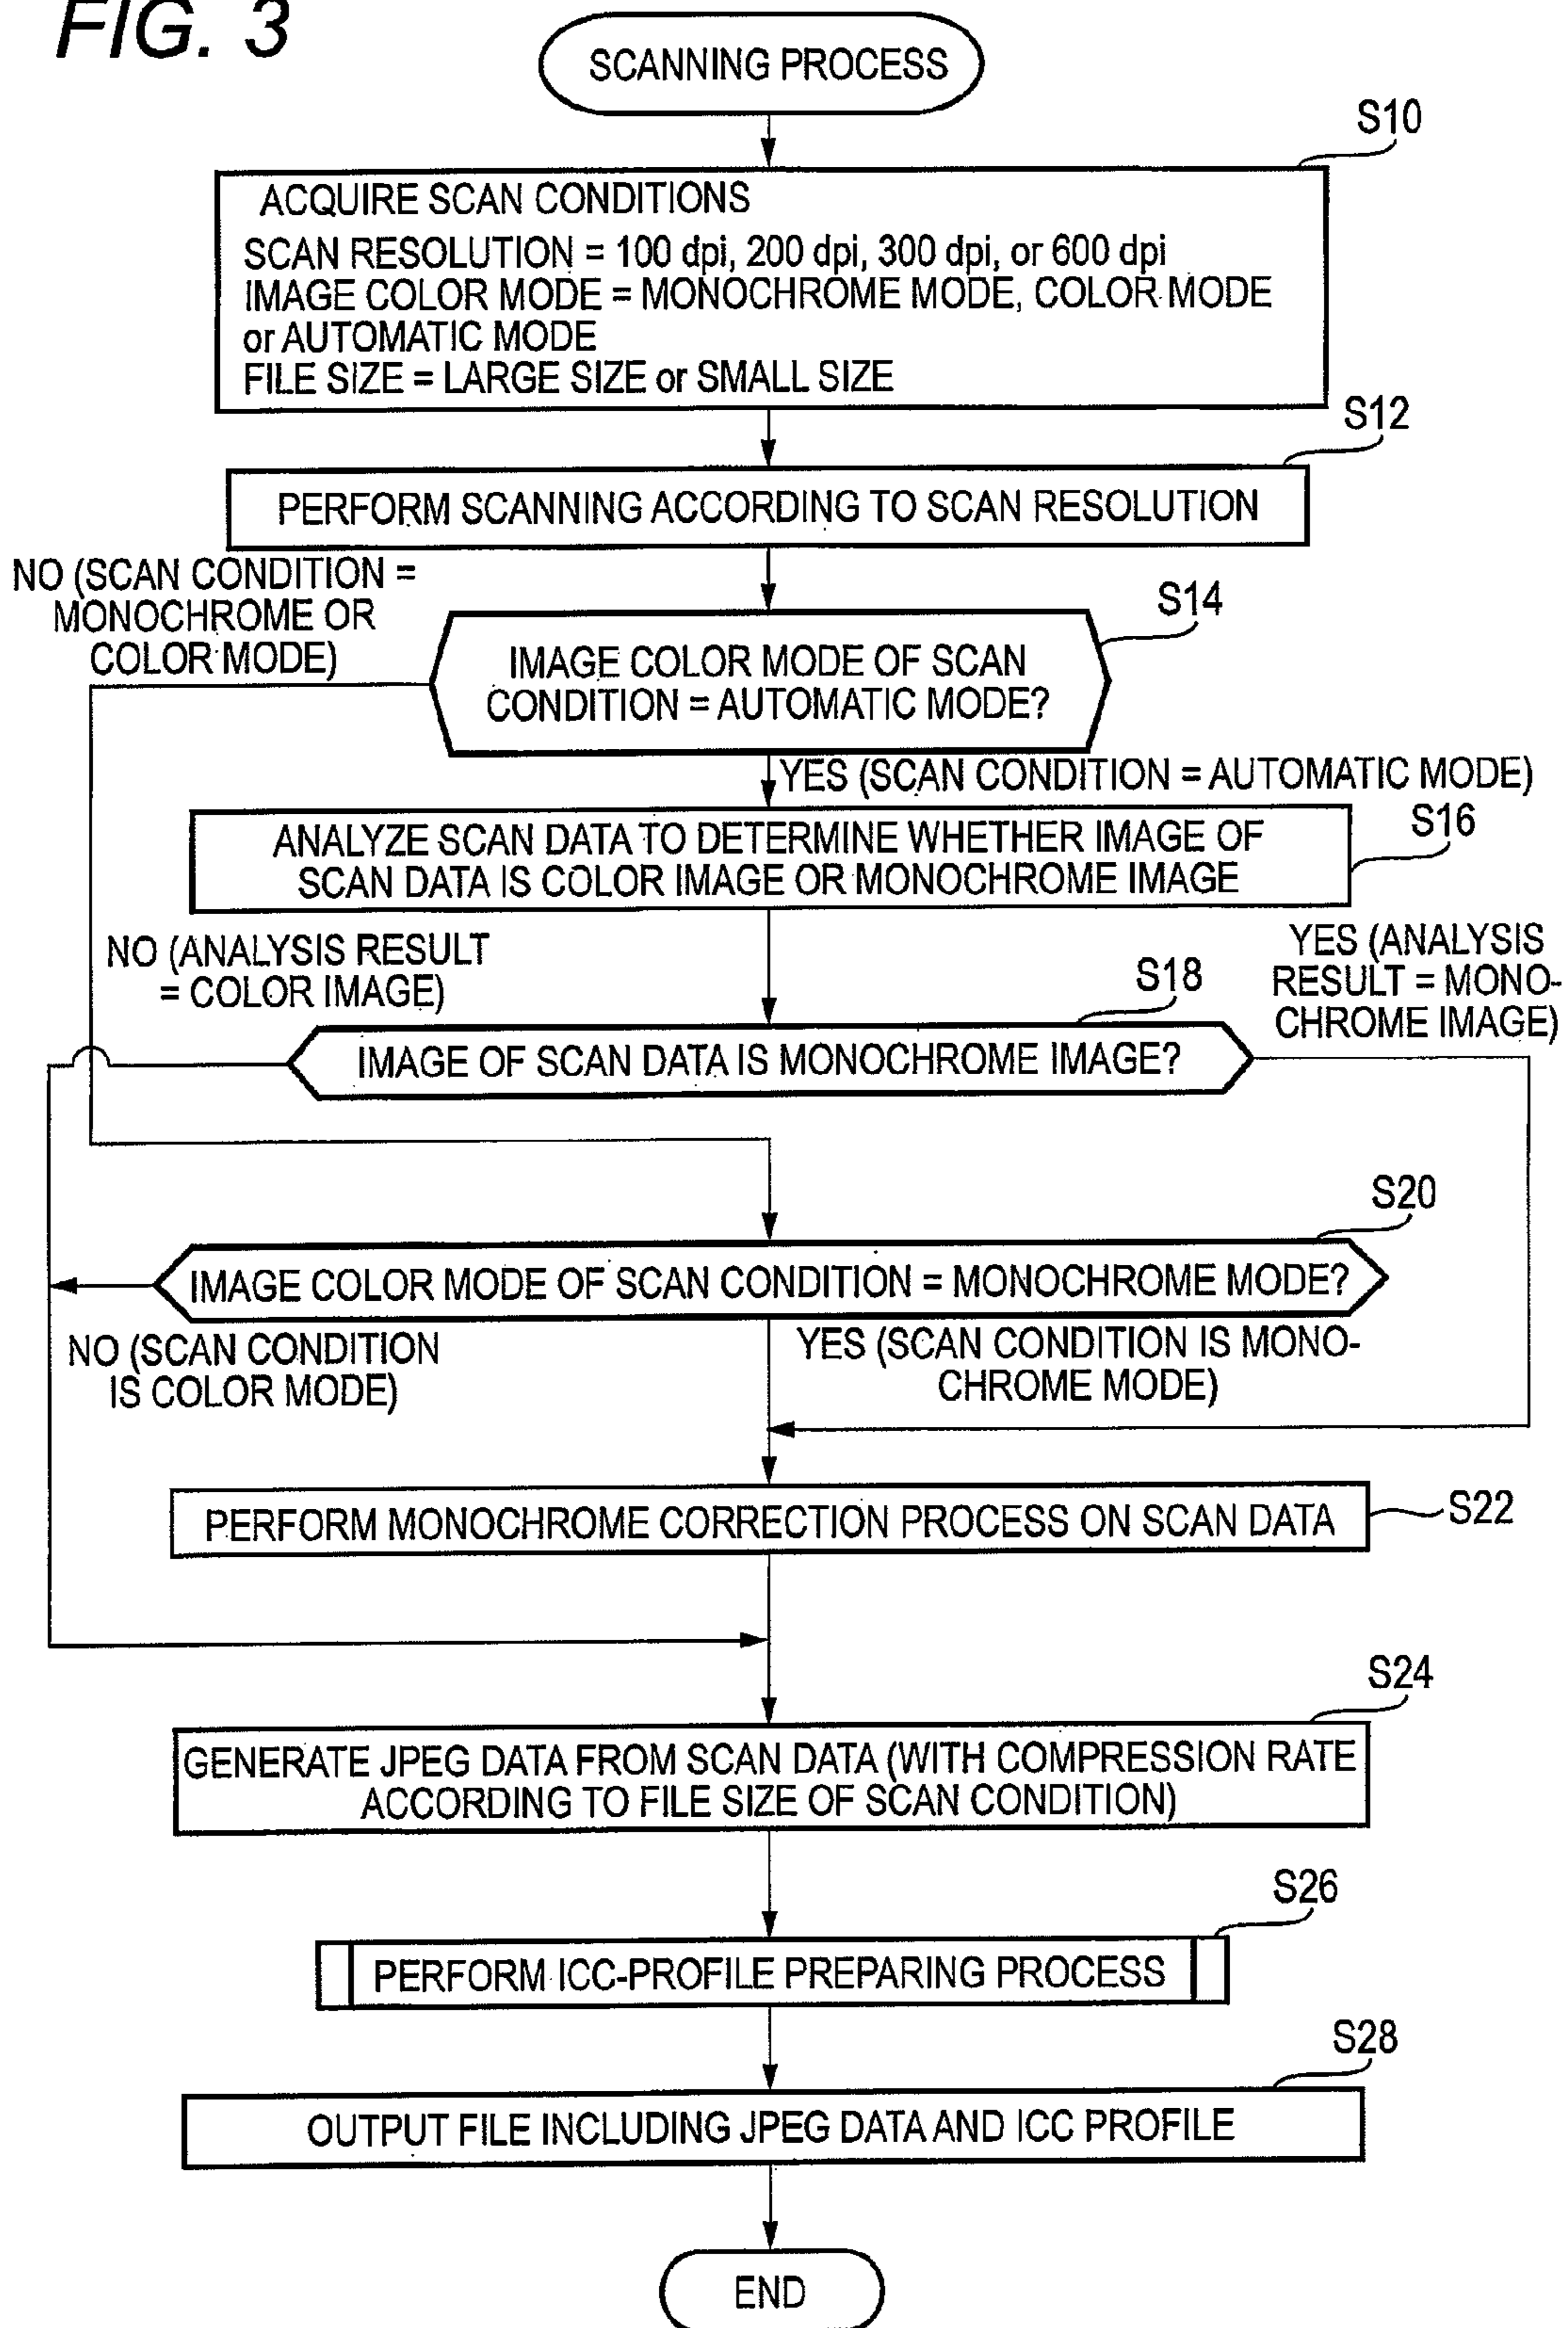 FIG. 3
SCANNING PROCESS
S10
ACQUIRE SCAN CONDITIONS
SCAN RESOLUTION = 100 dpi, 200 dpi, 300 dpi, or 600 dpi
IMAGE COLOR MODE = MONOCHROME MODE, COLOR MODE
or AUTOMATIC MODE
FILE SIZE = LARGE SIZE or SMALL SIZE
S12
PERFORM SCANNING ACCORDING TO SCAN RESOLUTION
NO (SCAN CONDITION =
MONOCHROME OR
COLOR MODE)
S14
IMAGE COLOR MODE OF SCAN
CONDITION = AUTOMATIC MODE?
YES (SCAN CONDITION = AUTOMATIC MODE)
S16
ANALYZE SCAN DATA TO DETERMINE WHETHER IMAGE OF
SCAN DATA IS COLOR IMAGE OR MONOCHROME IMAGE
NO (ANALYSIS RESULT
= COLOR IMAGE)
S18
YES (ANALYSIS
RESULT = MONO-
CHROME IMAGE)
IMAGE OF SCAN DATA IS MONOCHROME IMAGE?
S20
IMAGE COLOR MODE OF SCAN CONDITION = MONOCHROME MODE?
NO (SCAN CONDITION
IS COLOR MODE)
YES (SCAN CONDITION IS MONO-
CHROME MODE)
PERFORM MONOCHROME CORRECTION PROCESS ON SCAN DATA
S22
S24
GENERATE JPEG DATA FROM SCAN DATA (WITH COMPRESSION RATE
ACCORDING TO FILE SIZE OF SCAN CONDITION)
S26
PERFORM ICC-PROFILE PREPARING PROCESS
S28
OUTPUT FILE INCLUDING JPEG DATA AND ICC PROFILE
END